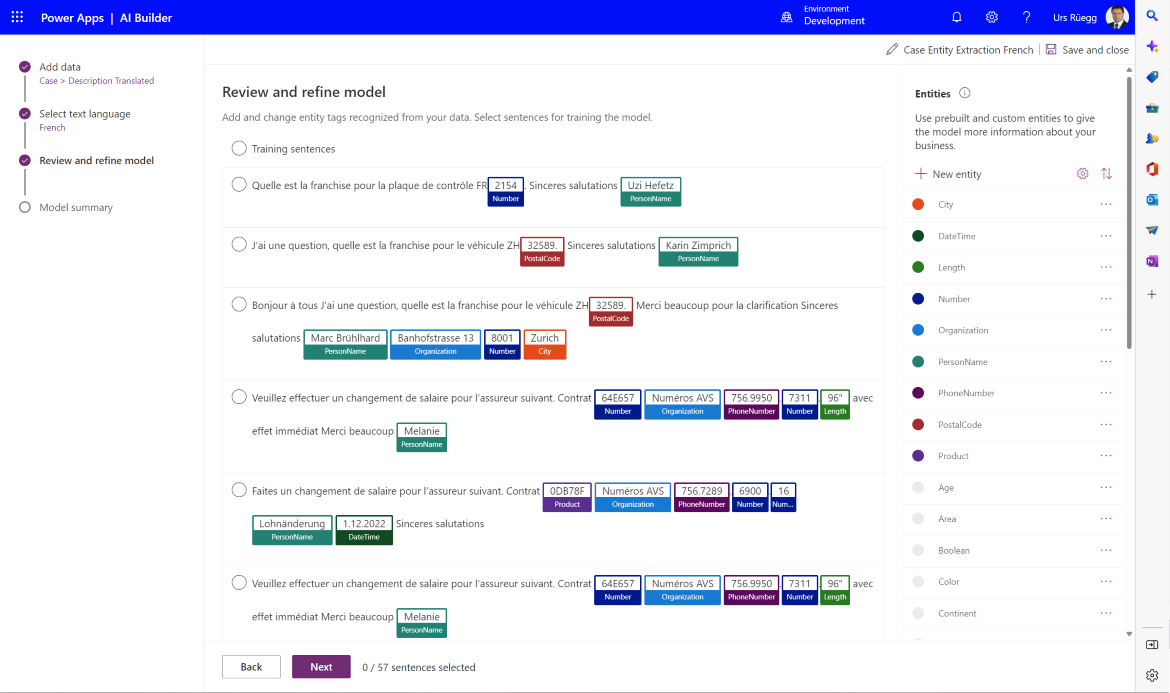 Power Apps | AI Builder
Environment
Development
Urs Rüegg
Case Entity Extraction French
Save and close
Add data
Case > Description Translated
Select text language
French
Review and refine model
Model summary
Review and refine model
Add and change entity tags recognized from your data. Select sentences for training the model.
Training sentences
Quelle est la franchise pour la plaque de contrôle FR 2154 . Sinceres salutations Uzi Hefetz
Number PersonName
J'ai une question, quelle est la franchise pour le véhicule ZH 32589. Sinceres salutations Karin Zimprich
PostalCode PersonName
Bonjour à tous J'ai une question, quelle est la franchise pour le véhicule ZH 32589. Merci beaucoup pour la clarification Sinceres
PostalCode
salutations Marc Brühlhard Banhofstrasse 13 8001 Zurich
PersonName Organization Number City
Veuillez effectuer un changement de salaire pour l'assureur suivant. Contrat 64E657 Numéros AVS 756.9950 . 7311 . 96" avec
Number Organization PhoneNumber Number Length
effet immédiat Merci beaucoup Melanie
PersonName
Faites un changement de salaire pour l'assureur suivant. Contrat 0DB78F Numéros AVS 756.7289 . 6900 . 16
Product Organization PhoneNumber Number Num...
Lohnänderung 1.12.2022 Sinceres salutations
PersonName DateTime
Veuillez effectuer un changement de salaire pour l'assureur suivant. Contrat 64E657 Numéros AVS 756.9950 . 7311 . 96" avec
Number Organization PhoneNumber Number Length
effet immédiat Merci beaucoup Melanie
PersonName
Back
Next
0 / 57 sentences selected
Entities
Use prebuilt and custom entities to give
the model more information about your
business.
New entity
City
DateTime
Length
Number
Organization
PersonName
PhoneNumber
PostalCode
Product
Age
Area
Boolean
Color
Continent